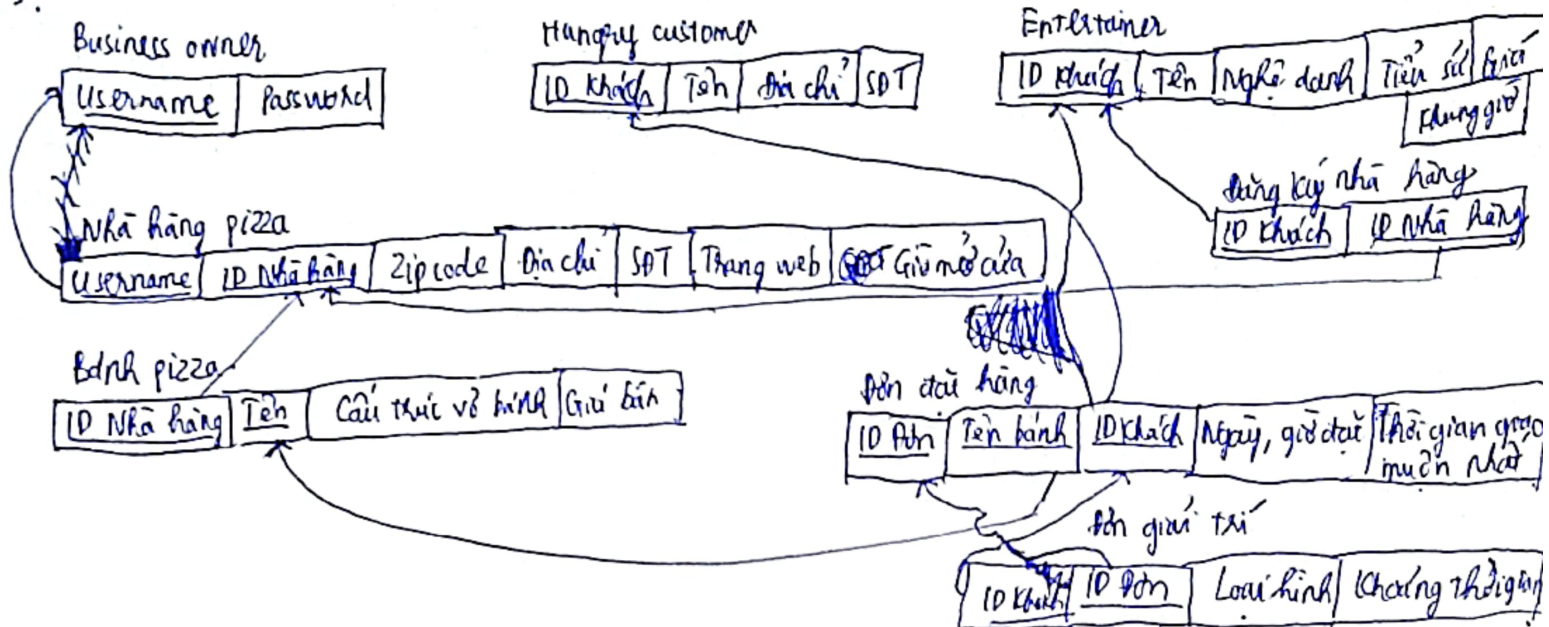 Business owner
Username Password
Hungry customer
ID Khách Tên Địa chỉ SĐT
Entertainer
ID Khách Tên Nghệ danh Tiểu sử Giá
Khung giờ
Đăng ký nhà hàng
ID Khách ID Nhà hàng
Nhà hàng pizza
Username ID Nhà hàng Zipcode Địa chỉ SĐT Trang web Giờ mở cửa
Bánh pizza
ID Nhà hàng Tên Cấu trúc vỏ bánh Giá bán
Đơn đặt hàng
ID Đơn Tên bánh ID Khách Ngày, giờ đặt Thời gian giao
muộn nhất
Đơn giải trí
ID Khách ID Đơn Loại hình Khoảng thời gian